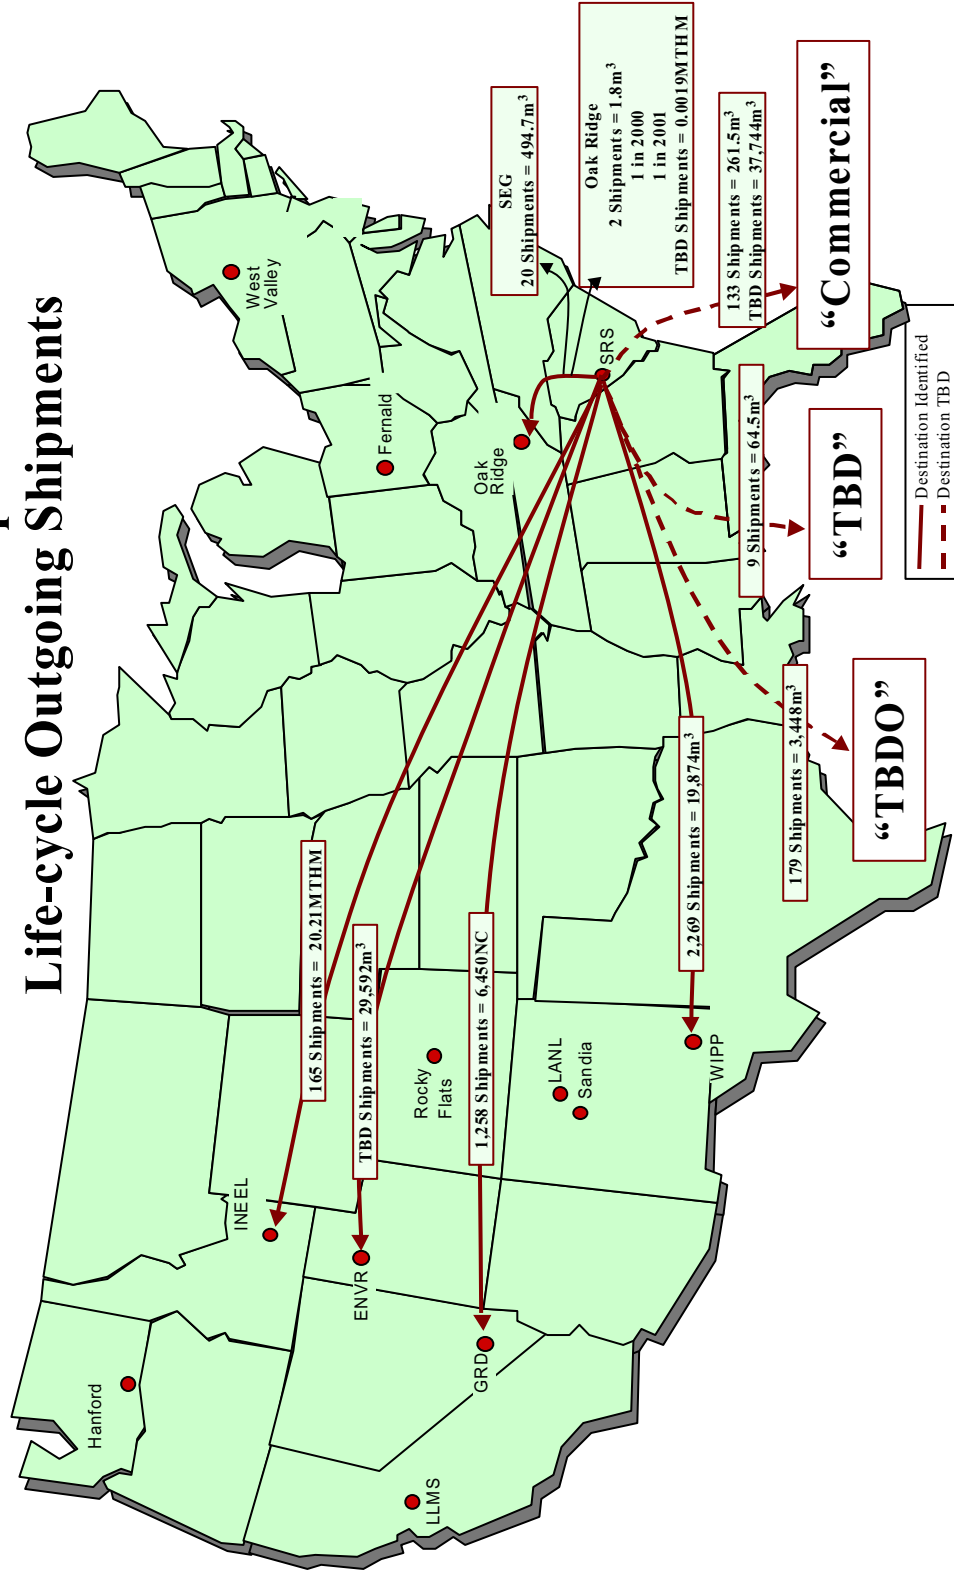 Life-cycle Outgoing Shipments
Hanford
INEEL
ENVR
GRD
LLMS
Rocky
Flats
LANL
Sandia
WIPP
West
Valley
Fernald
Oak
Ridge
SRS
165 Shipments = 20.21MTHM
TBD Shipments = 29,592m³
1,258 Shipments = 6,450NC
2,269 Shipments = 19,874m³
179 Shipments = 3,448m³
9 Shipments = 64.5m³
SEG
20 Shipments = 494.7m³
Oak Ridge
2 Shipments = 1.8m³
1 in 2000
1 in 2001
TBD Shipments = 0.0019MTHM
133 Shipments = 261.5m³
TBD Shipments = 37,744m³
“TBDO”
“TBD”
“Commercial”
Destination Identified
Destination TBD